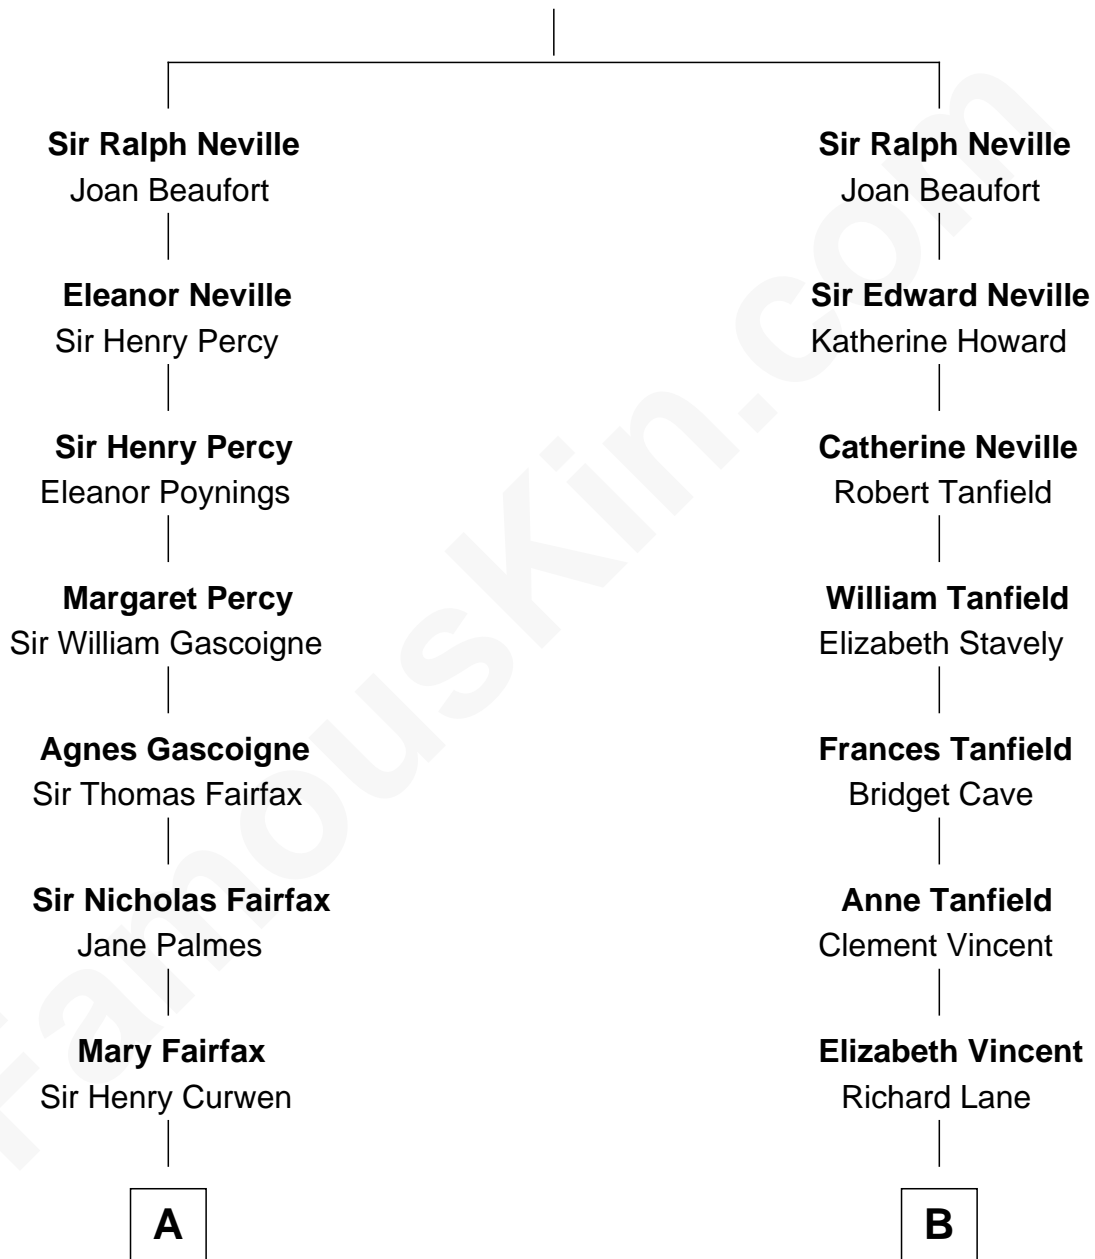 Sir Ralph Neville
Joan Beaufort
Eleanor Neville
Sir Henry Percy
Sir Henry Percy
Eleanor Poynings
Margaret Percy
Sir William Gascoigne
Agnes Gascoigne
Sir Thomas Fairfax
Sir Nicholas Fairfax
Jane Palmes
Mary Fairfax
Sir Henry Curwen
A
Sir Ralph Neville
Joan Beaufort
Sir Edward Neville
Katherine Howard
Catherine Neville
Robert Tanfield
William Tanfield
Elizabeth Stavely
Frances Tanfield
Bridget Cave
Anne Tanfield
Clement Vincent
Elizabeth Vincent
Richard Lane
B
FamousKin.com